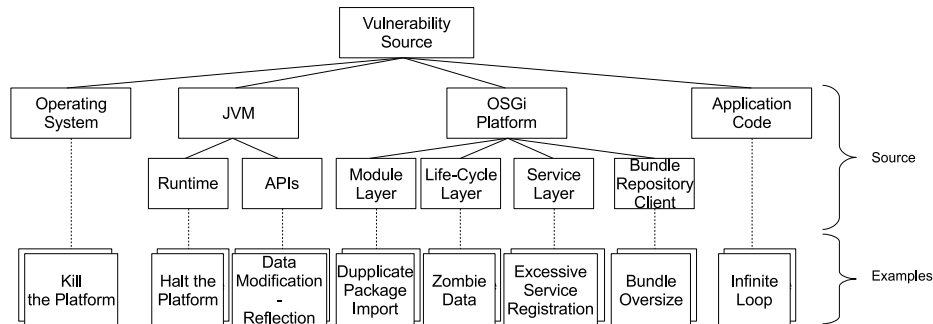 Vulnerability
Source
Operating
System
JVM
OSGi
Platform
Application
Code
Source
Runtime
APIs
Module
Layer
Life-Cycle
Layer
Service
Layer
Bundle
Repository
Client
Kill
the Platform
Halt the
Platform
Data
Modification
-
Reflection
Dupplicate
Package
Import
Zombie
Data
Excessive
Service
Registration
Bundle
Oversize
Infinite
Loop
Examples